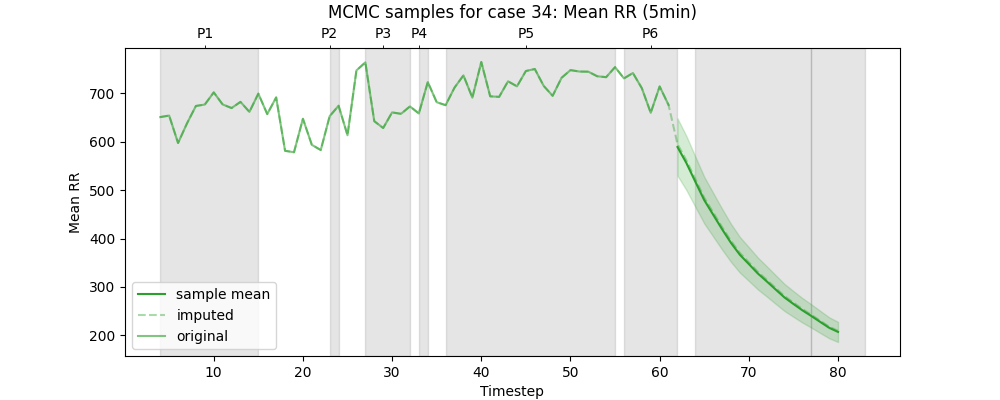 MCMC samples for case 34: Mean RR (5min)
P1 P2 P3 P4 P5 P6
700
600
500
400
300
200
Mean RR
sample mean
imputed
original
10 20 30 40 50 60 70 80
Timestep